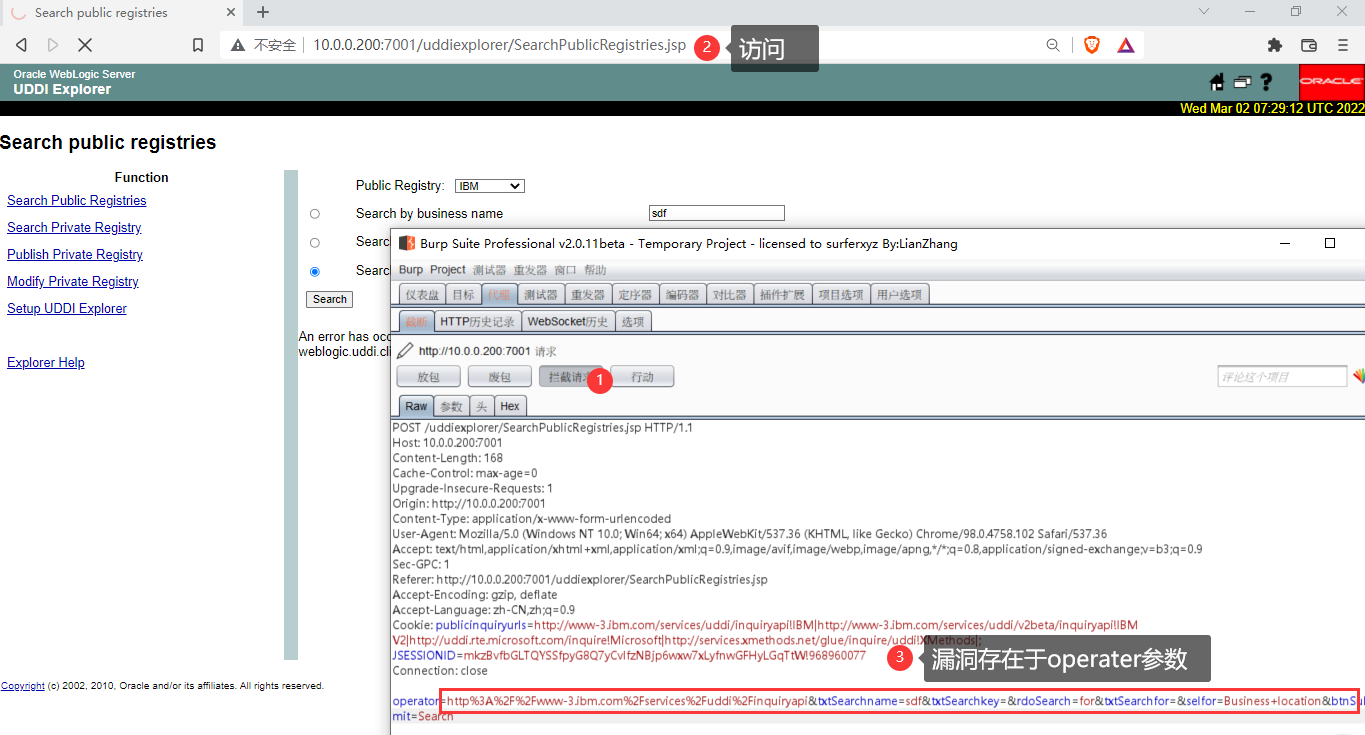 Search public registries
不安全 10.0.0.200:7001/uddiexplorer/SearchPublicRegistries.jsp
2 访问
Oracle WebLogic Server
UDDI Explorer
ORACLE
Wed Mar 02 07:29:12 UTC 2022
Search public registries
Function
Search Public Registries
Search Private Registry
Publish Private Registry
Modify Private Registry
Setup UDDI Explorer
Explorer Help
Public Registry: IBM
Search by business name sdf
Searc
Searc
Search
An error has occ
weblogic.uddi.cli
Burp Suite Professional v2.0.11beta - Temporary Project - licensed to surferxyz By:LianZhang
Burp Project 测试器 重发器 窗口 帮助
仪表盘 目标 代理 测试器 重发器 定序器 编码器 对比器 插件扩展 项目选项 用户选项
截断 HTTP历史记录 WebSocket历史 选项
http://10.0.0.200:7001 请求
放包 废包 拦截请 1 行动 评论这个项目
Raw 参数 头 Hex
POST /uddiexplorer/SearchPublicRegistries.jsp HTTP/1.1
Host: 10.0.0.200:7001
Content-Length: 168
Cache-Control: max-age=0
Upgrade-Insecure-Requests: 1
Origin: http://10.0.0.200:7001
Content-Type: application/x-www-form-urlencoded
User-Agent: Mozilla/5.0 (Windows NT 10.0; Win64; x64) AppleWebKit/537.36 (KHTML, like Gecko) Chrome/98.0.4758.102 Safari/537.36
Accept: text/html,application/xhtml+xml,application/xml;q=0.9,image/avif,image/webp,image/apng,*/*;q=0.8,application/signed-exchange;v=b3;q=0.9
Sec-GPC: 1
Referer: http://10.0.0.200:7001/uddiexplorer/SearchPublicRegistries.jsp
Accept-Encoding: gzip, deflate
Accept-Language: zh-CN,zh;q=0.9
Cookie: publicinquiryurls=http://www-3.ibm.com/services/uddi/inquiryapi!IBM|http://www-3.ibm.com/services/uddi/v2beta/inquiryapi!IBM
V2|http://uddi.rte.microsoft.com/inquire!Microsoft|http://services.xmethods.net/glue/inquire/uddi!XMethods|;
JSESSIONID=mkzBvfbGLTQYSSfpyG8Q7yCvlfzNBjp6wxw7xLyfnwGFHyLGqTtW!968960077
3 漏洞存在于operater参数
Connection: close
operator=http%3A%2F%2Fwww-3.ibm.com%2Fservices%2Fuddi%2Finquiryapi&txtSearchname=sdf&txtSearchkey=&rdoSearch=for&txtSearchfor=&selfor=Business+location&btnSu
mit=Search
Copyright (c) 2002, 2010, Oracle and/or its affiliates. All rights reserved.